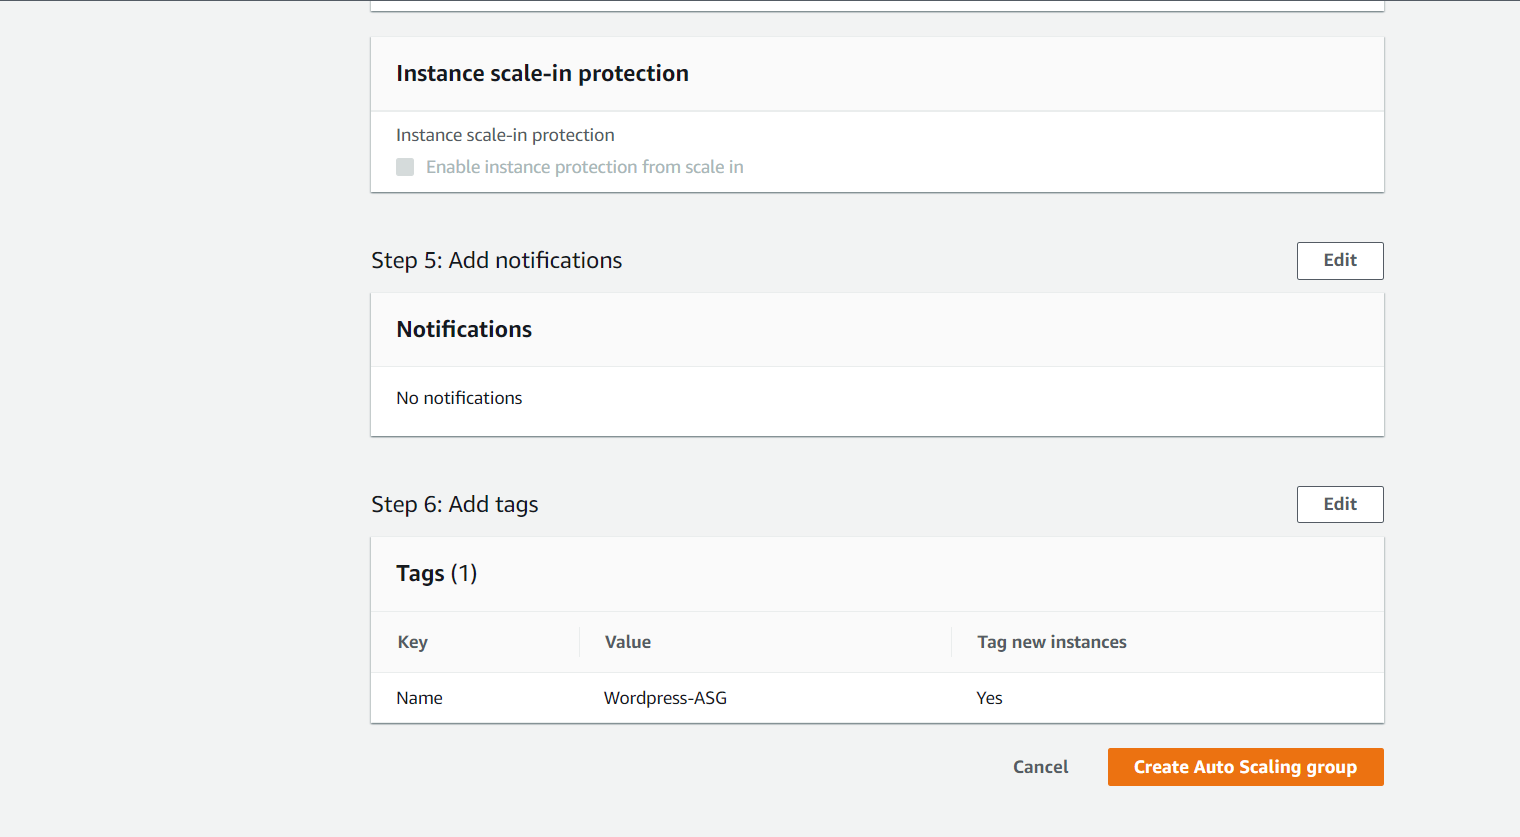 Instance scale-in protection
Instance scale-in protection
Enable instance protection from scale in
Step 5: Add notifications
Edit
Notifications
No notifications
Step 6: Add tags
Edit
Tags (1)
Key Value Tag new instances
Name Wordpress-ASG Yes
Cancel Create Auto Scaling group